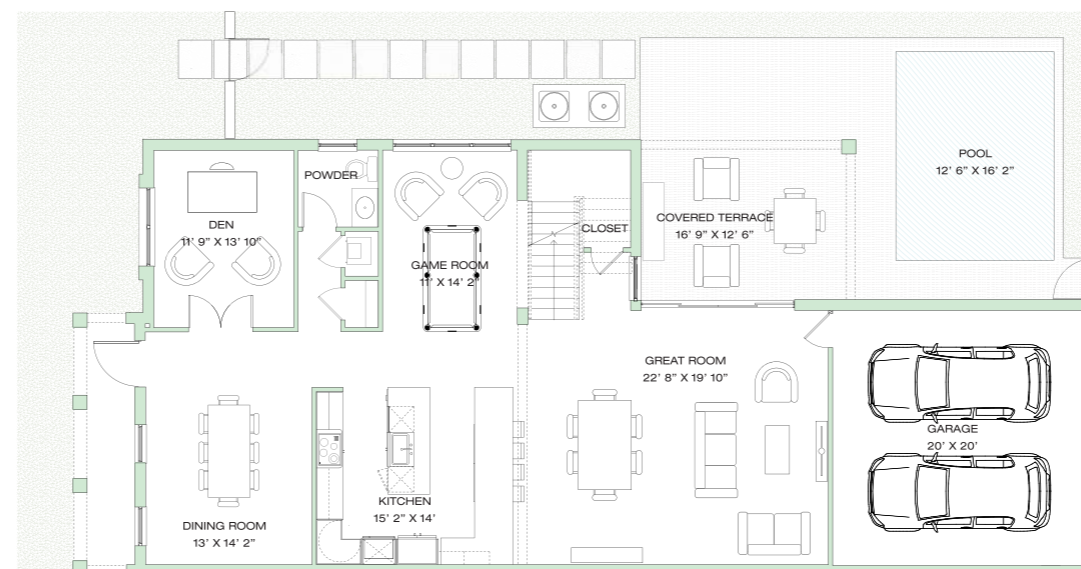 POWDER
POOL
12' 6" X 16' 2"
DEN
11' 9" X 13' 10"
CLOSET
COVERED TERRACE
16' 9" X 12' 6"
GAME ROOM
11' X 14' 2"
GREAT ROOM
22' 8" X 19' 10"
GARAGE
20' X 20'
KITCHEN
15' 2" X 14'
DINING ROOM
13' X 14' 2"